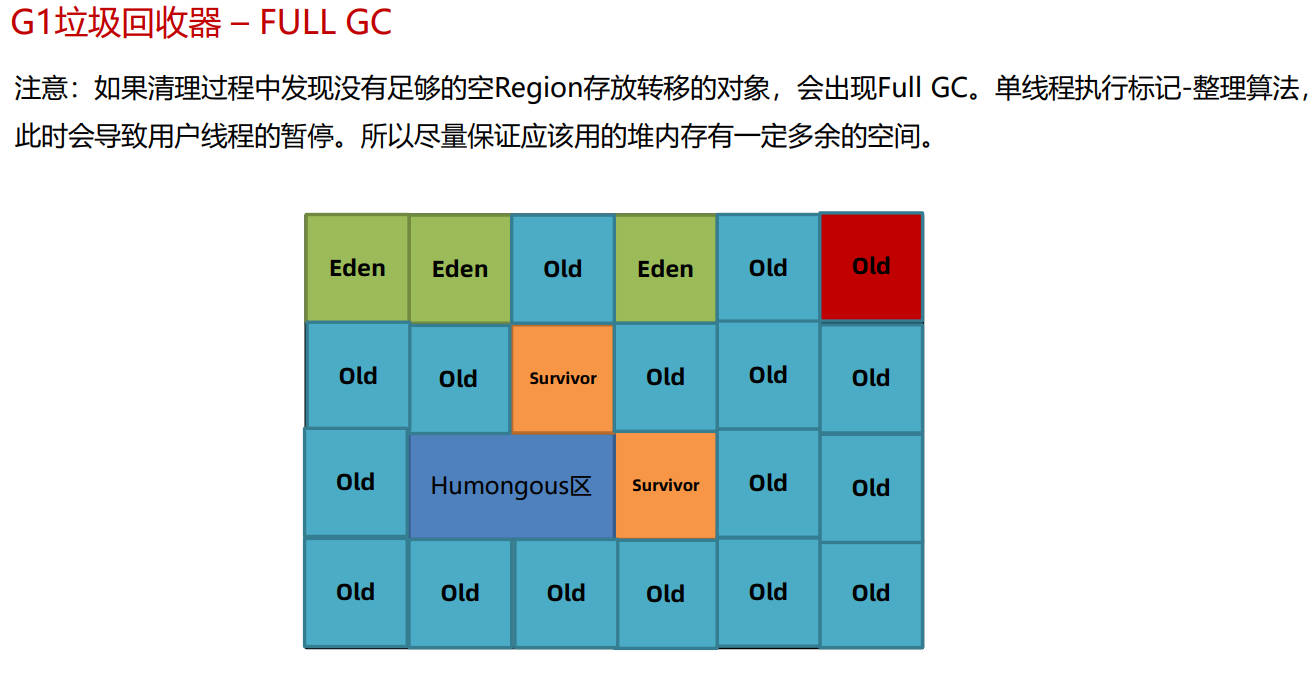 G1垃圾回收器 – FULL GC
注意：如果清理过程中发现没有足够的空Region存放转移的对象，会出现Full GC。单线程执行标记-整理算法，
此时会导致用户线程的暂停。所以尽量保证应该用的堆内存有一定多余的空间。
Eden Eden Old Eden Old Old
Old Old Survivor Old Old Old
Old Humongous区 Survivor Old Old
Old Old Old Old Old Old